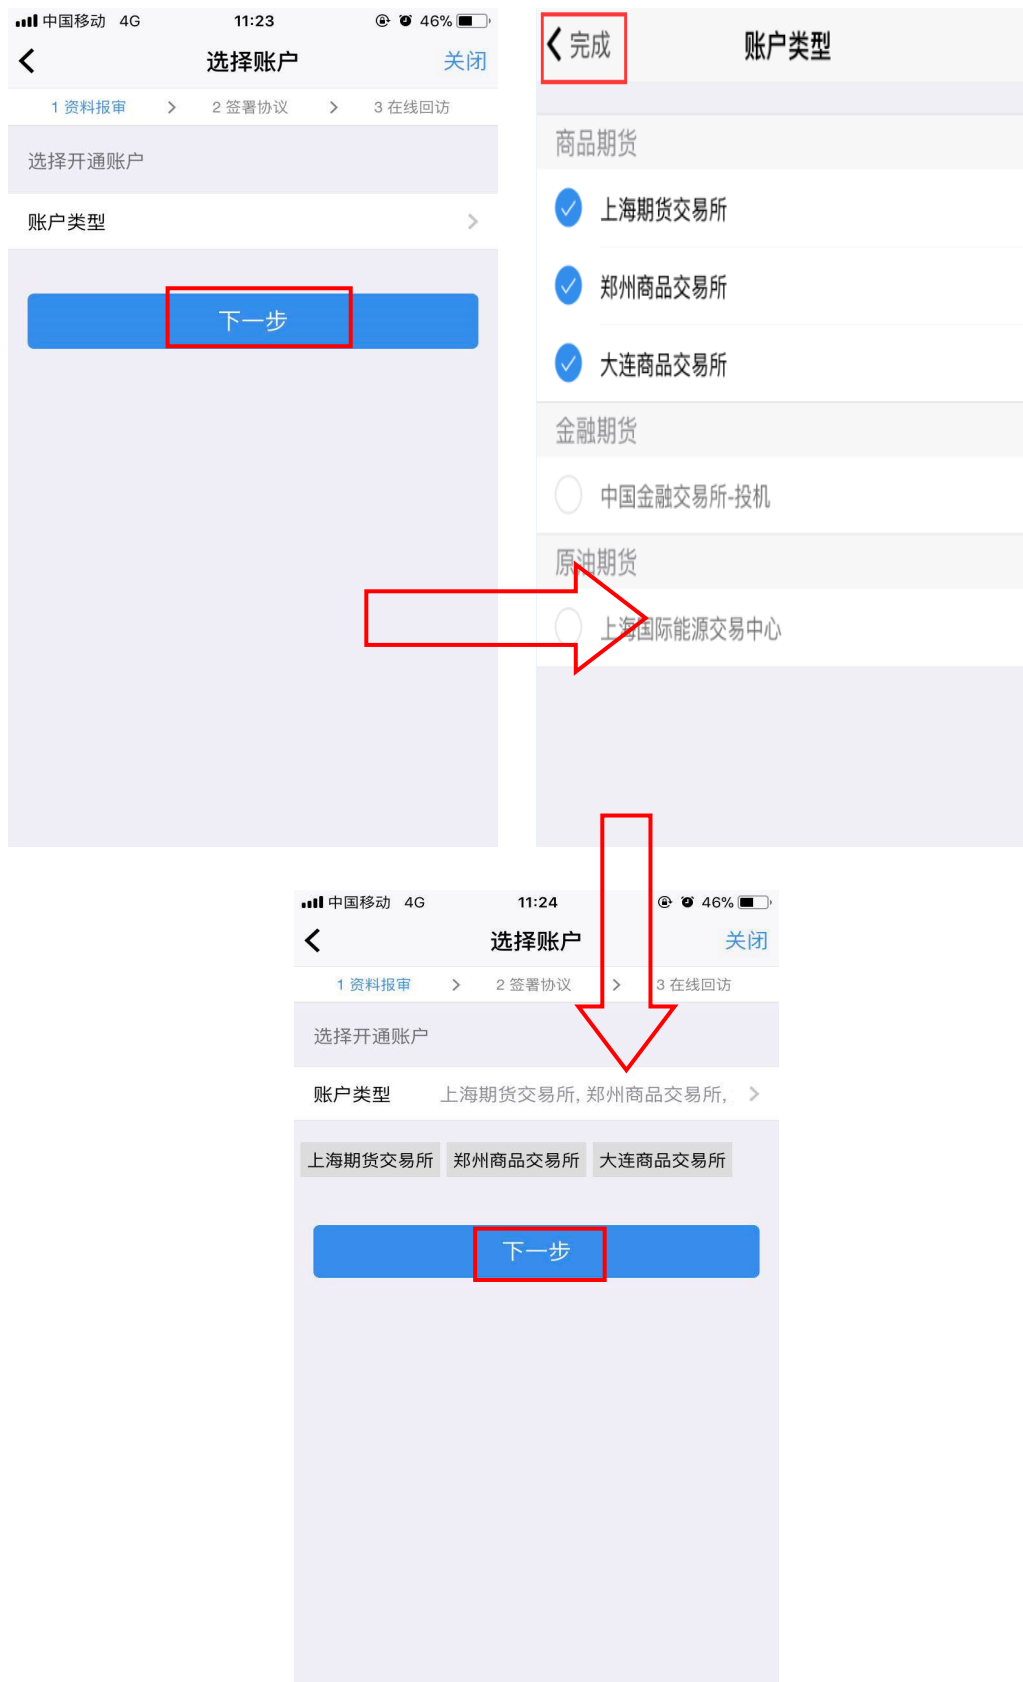 中国移动 4G 11:23 46%
选择账户 关闭
1 资料报审 > 2 签署协议 > 3 在线回访
选择开通账户
账户类型
下一步
完成 账户类型
商品期货
上海期货交易所
郑州商品交易所
大连商品交易所
金融期货
中国金融交易所-投机
原油期货
上海国际能源交易中心
中国移动 4G 11:24 46%
选择账户 关闭
1 资料报审 > 2 签署协议 > 3 在线回访
选择开通账户
账户类型 上海期货交易所, 郑州商品交易所,
上海期货交易所 郑州商品交易所 大连商品交易所
下一步